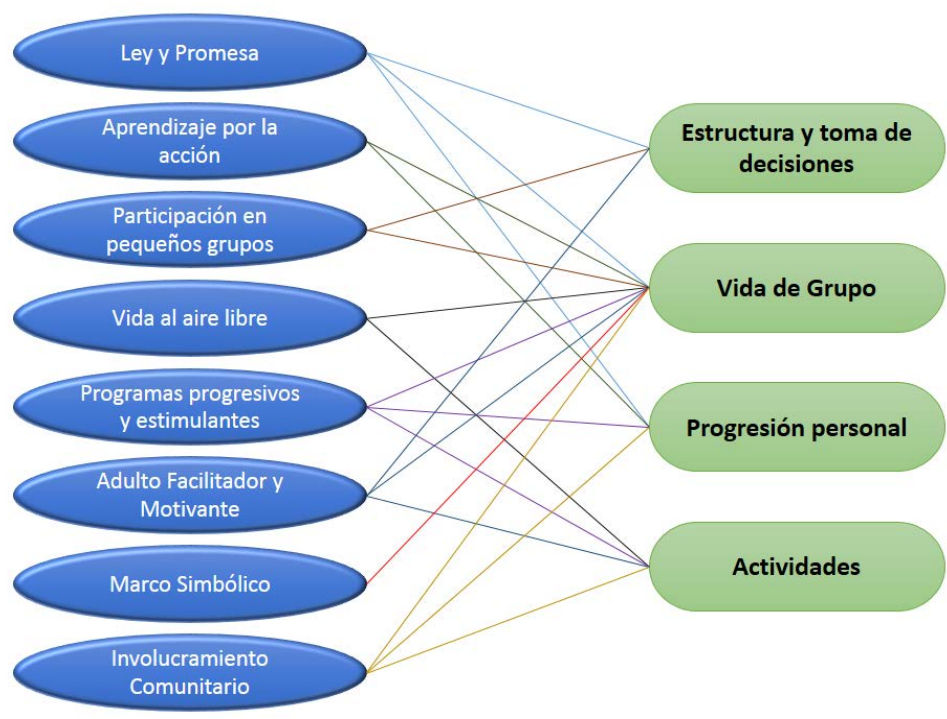 Ley y Promesa
Aprendizaje por la
acción
Participación en
pequeños grupos
Vida al aire libre
Programas progresivos
y estimulantes
Adulto Facilitador y
Motivante
Marco Simbólico
Involucramiento
Comunitario
Estructura y toma de
decisiones
Vida de Grupo
Progresión personal
Actividades